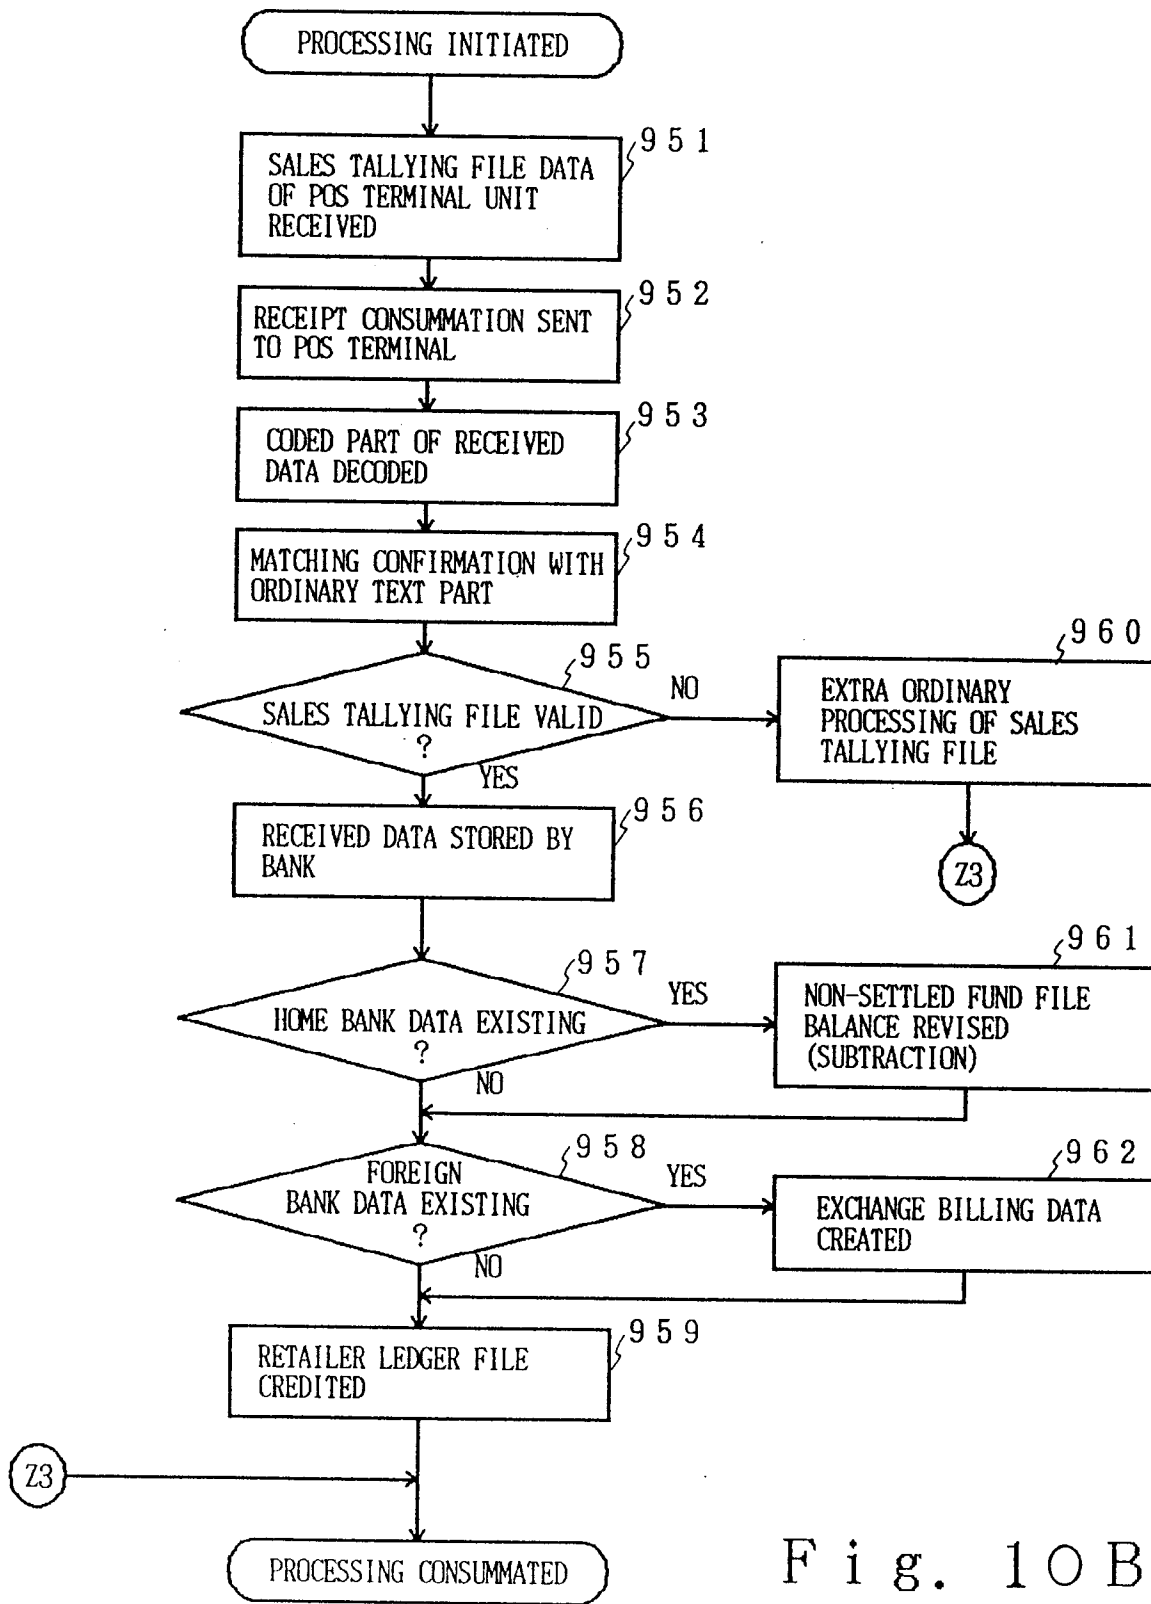 PROCESSING INITIATED
951
SALES TALLYING FILE DATA
OF POS TERMINAL UNIT
RECEIVED
952
RECEIPT CONSUMMATION SENT
TO POS TERMINAL
953
CODED PART OF RECEIVED
DATA DECODED
954
MATCHING CONFIRMATION WITH
ORDINARY TEXT PART
955
SALES TALLYING FILE VALID
?
NO
YES
960
EXTRA ORDINARY
PROCESSING OF SALES
TALLYING FILE
Z3
956
RECEIVED DATA STORED BY
BANK
957
HOME BANK DATA EXISTING
?
YES
NO
961
NON-SETTLED FUND FILE
BALANCE REVISED
(SUBTRACTION)
958
FOREIGN
BANK DATA EXISTING
?
YES
NO
962
EXCHANGE BILLING DATA
CREATED
959
RETAILER LEDGER FILE
CREDITED
Z3
PROCESSING CONSUMMATED
Fig. 10B